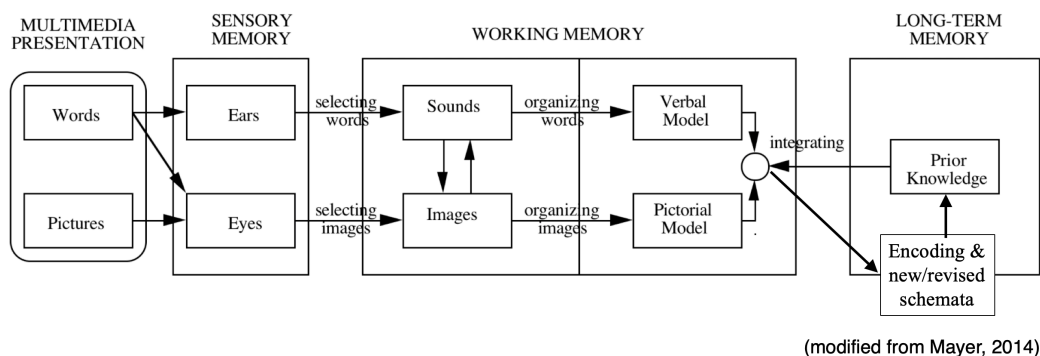 MULTIMEDIA
PRESENTATION
SENSORY
MEMORY
WORKING MEMORY
LONG-TERM
MEMORY
Words
Ears
selecting
words
Sounds
organizing
words
Verbal
Model
integrating
Prior
Knowledge
Pictures
Eyes
selecting
images
Images
organizing
images
Pictorial
Model
Encoding &
new/revised
schemata
(modified from Mayer, 2014)